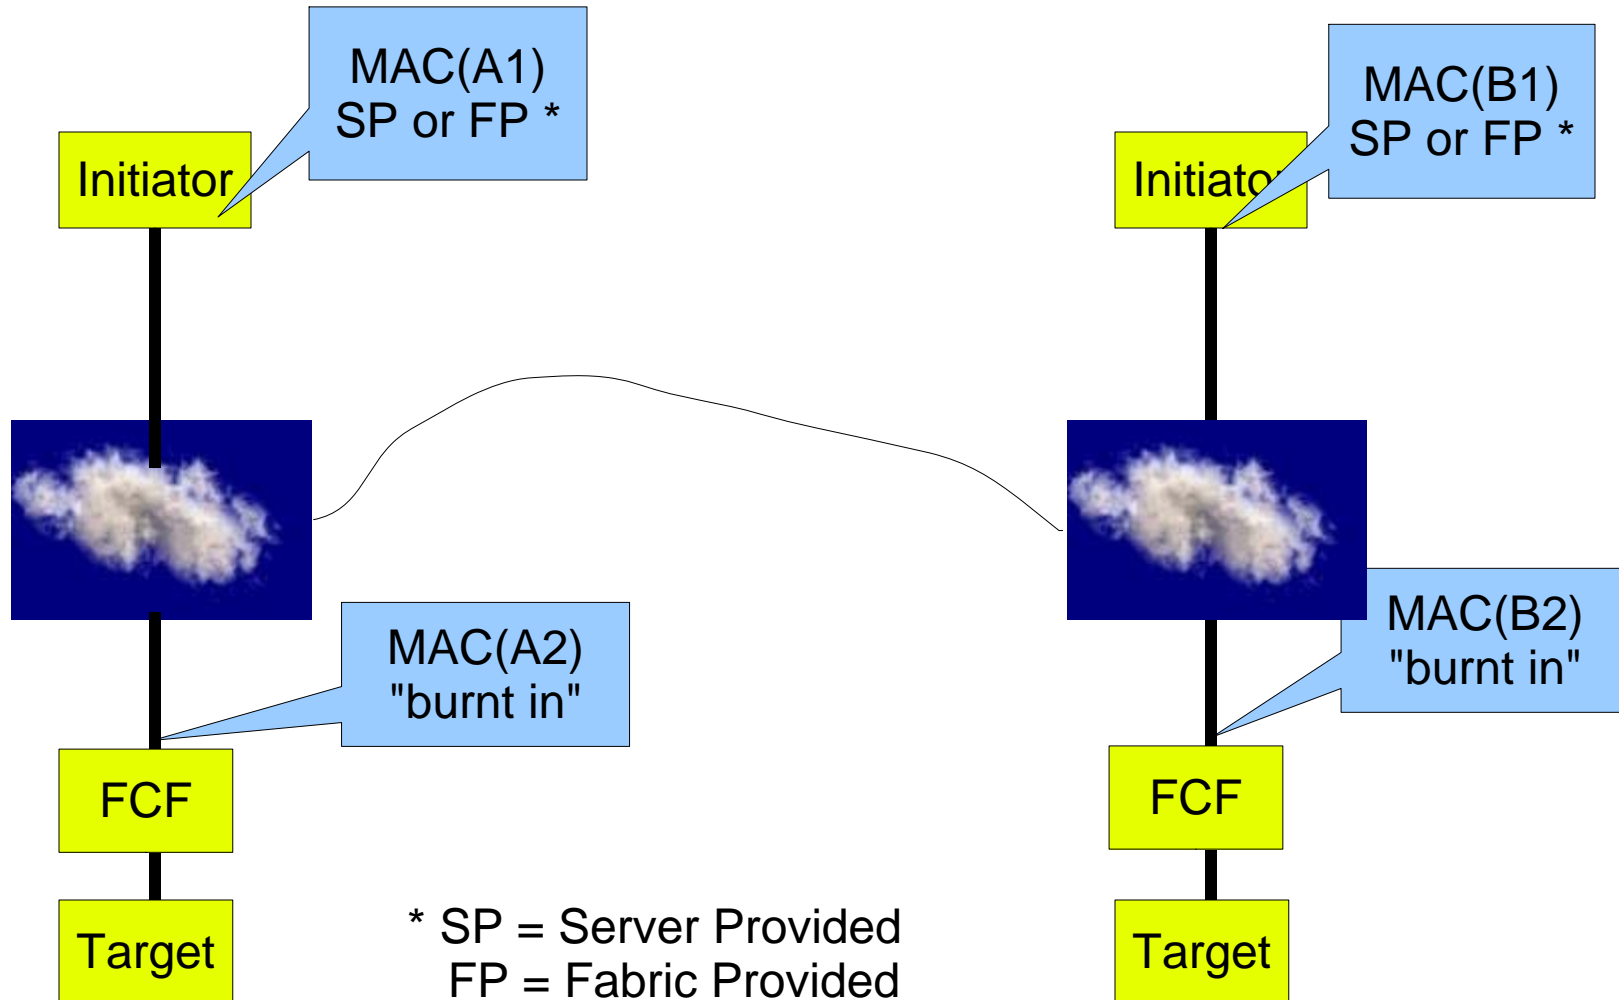 MAC(A1)
SP or FP *
MAC(B1)
SP or FP *
Initiator
Initiator
MAC(A2)
"burnt in"
MAC(B2)
"burnt in"
FCF
FCF
* SP = Server Provided
FP = Fabric Provided
Target
Target